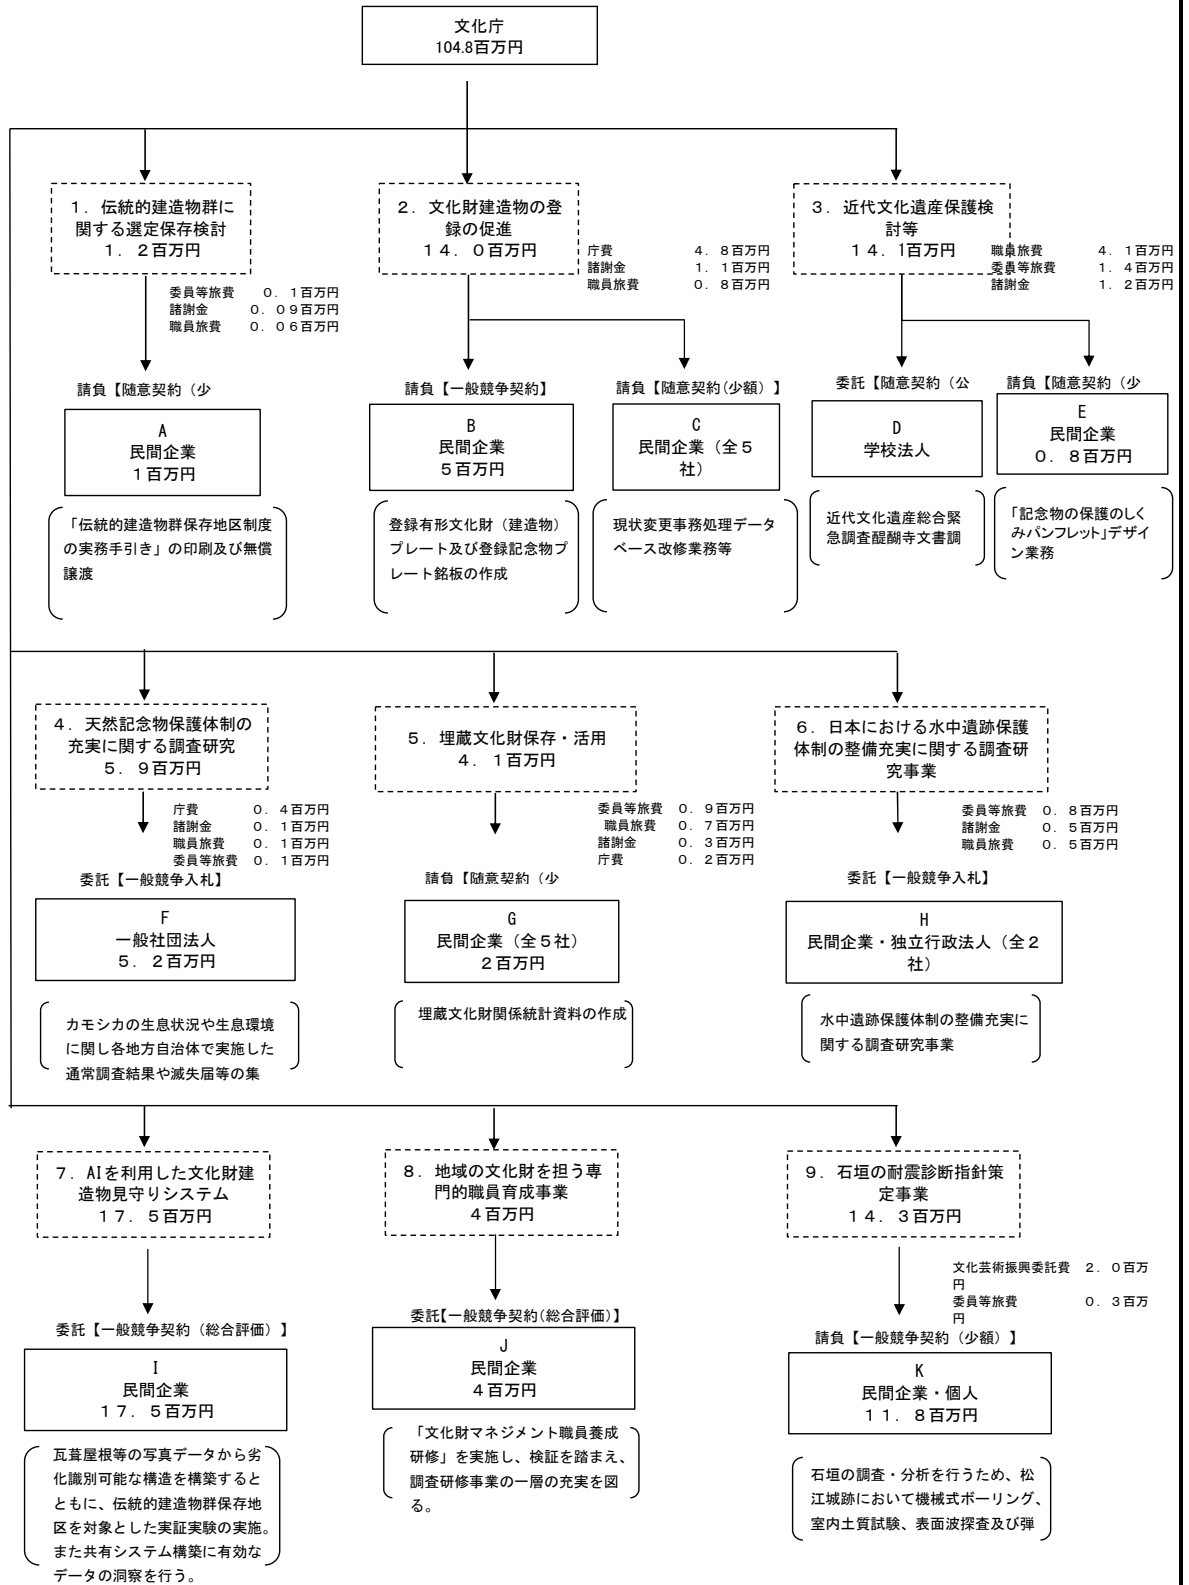 文化庁
104.8百万円
１．伝統的建造物群に
関する選定保存検討
１．２百万円
委員等旅費　０．１百万円
諸謝金　０．０９百万円
職員旅費　０．０６百万円
請負【随意契約（少
A
民間企業
１百万円
「伝統的建造物群保存地区制度
の実務手引き」の印刷及び無償
譲渡
２．文化財建造物の登
録の促進
１４．０百万円
庁費　４．８百万円
諸謝金　１．１百万円
職員旅費　０．８百万円
請負【一般競争契約】
B
民間企業
５百万円
登録有形文化財（建造物）
プレート及び登録記念物プ
レート銘板の作成
請負【随意契約（少額）】
C
民間企業（全５
社）
現状変更事務処理データ
ベース改修業務等
３．近代文化遺産保護検
討等
１４．１百万円
職員旅費　４．１百万円
委員等旅費　１．４百万円
諸謝金　１．２百万円
委託【随意契約（公
D
学校法人
近代文化遺産総合緊
急調査醍醐寺文書調
請負【随意契約（少
E
民間企業
０．８百万円
「記念物の保護のしく
みパンフレット」デザイ
ン業務
４．天然記念物保護体制の
充実に関する調査研究
５．９百万円
庁費　０．４百万円
諸謝金　０．１百万円
職員旅費　０．１百万円
委員等旅費　０．１百万円
委託【一般競争入札】
F
一般社団法人
５．２百万円
カモシカの生息状況や生息環境
に関し各地方自治体で実施した
通常調査結果や滅失届等の集
５．埋蔵文化財保存・活用
４．１百万円
委員等旅費　０．９百万円
職員旅費　０．７百万円
諸謝金　０．３百万円
庁費　０．２百万円
請負【随意契約（少
G
民間企業（全５社）
２百万円
埋蔵文化財関係統計資料の作成
６．日本における水中遺跡保護
体制の整備充実に関する調査研
究事業
委員等旅費　０．８百万円
諸謝金　０．５百万円
職員旅費　０．５百万円
委託【一般競争入札】
H
民間企業・独立行政法人（全２
社）
水中遺跡保護体制の整備充実に
関する調査研究事業
７．AIを利用した文化財建
造物見守りシステム
１７．５百万円
委託【一般競争契約（総合評価）】
I
民間企業
１７．５百万円
瓦葺屋根等の写真データから劣
化識別可能な構造を構築すると
ともに、伝統的建造物群保存地
区を対象とした実証実験の実施。
また共有システム構築に有効な
データの洞察を行う。
８．地域の文化財を担う専
門的職員育成事業
４百万円
委託【一般競争契約（総合評価）】
J
民間企業
４百万円
「文化財マネジメント職員養成
研修」を実施し、検証を踏まえ、
調査研修事業の一層の充実を図
る。
９．石垣の耐震診断指針策
定事業
１４．３百万円
文化芸術振興委託費　２．０百万
円
委員等旅費　０．３百万
円
請負【一般競争契約（少額）】
K
民間企業・個人
１１．８百万円
石垣の調査・分析を行うため、松
江城跡において機械式ボーリング、
室内土質試験、表面波探査及び弾